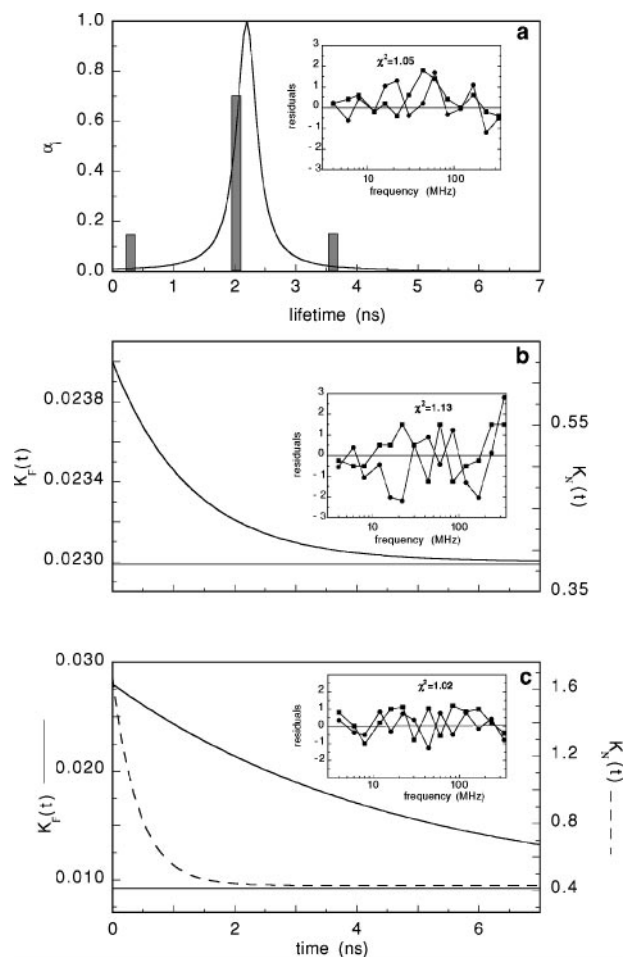 a
1.0
0.8
0.6
0.4
0.2
0.0
αi
0 1 2 3 4 5 6 7
lifetime (ns)
χ²=1.05
3
2
1
0
- 1
- 2
- 3
residuals
10 100
frequency (MHz)
b
0.0238
0.0234
0.0230
KF(t)
0.55
0.35
KN(t)
χ²=1.13
3
2
1
0
- 1
- 2
- 3
residuals
10 100
frequency (MHz)
c
0.030
0.020
0.010
KF(t)
1.6
1.2
0.8
0.4
KN(t)
χ²=1.02
2
1
0
-1
-2
residuals
10 100
frequency (MHz)
0 2 4 6
time (ns)